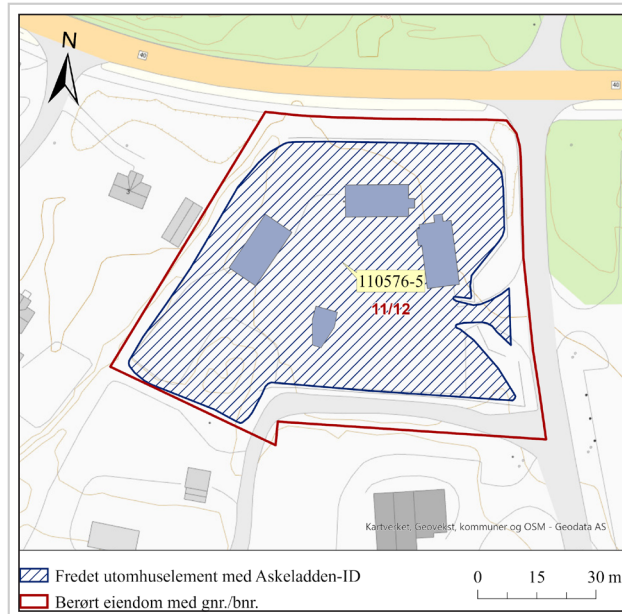 N
40
40
110576-5
11/12
Kartverket, Geovekst, kommuner og OSM - Geodata AS
Fredet utomhuselement med Askeladden-ID
0 15 30 m
Berørt eiendom med gnr./bnr.